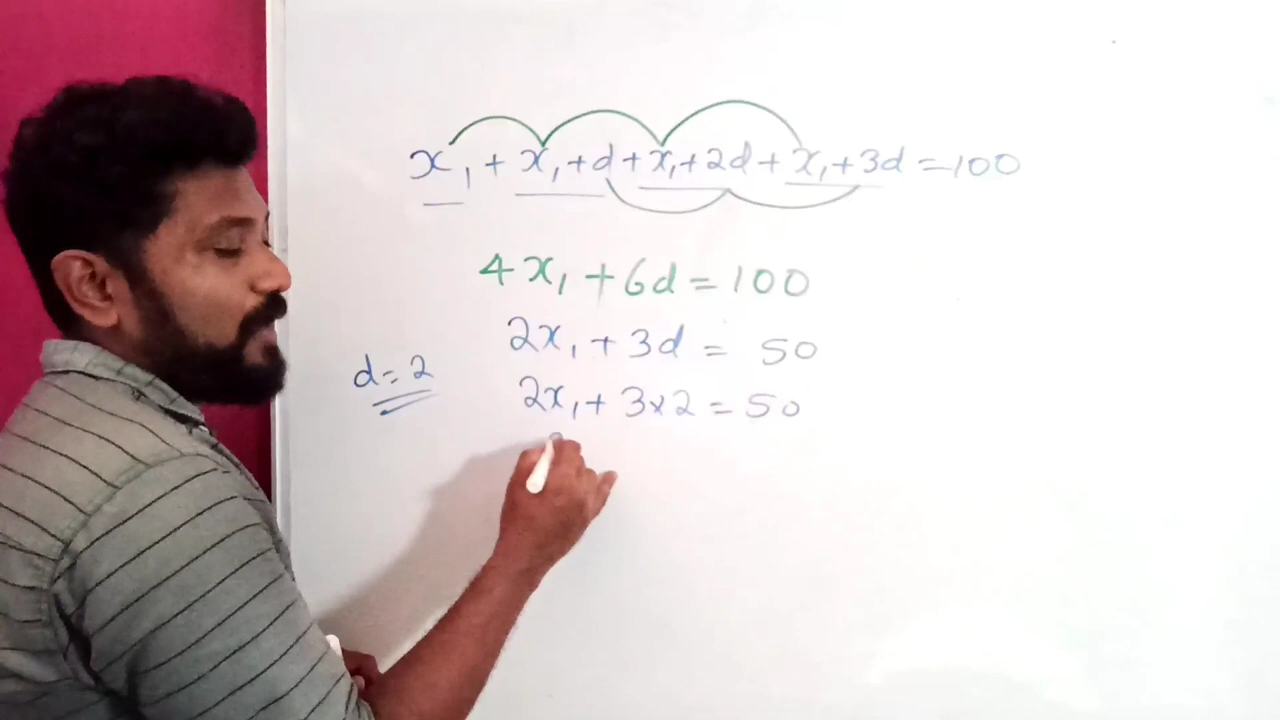 x₁ + x₁ + d + x₁ + 2d + x₁ + 3d = 100
4x₁ + 6d = 100
2x₁ + 3d = 50
d = 2
2x₁ + 3×2 = 50